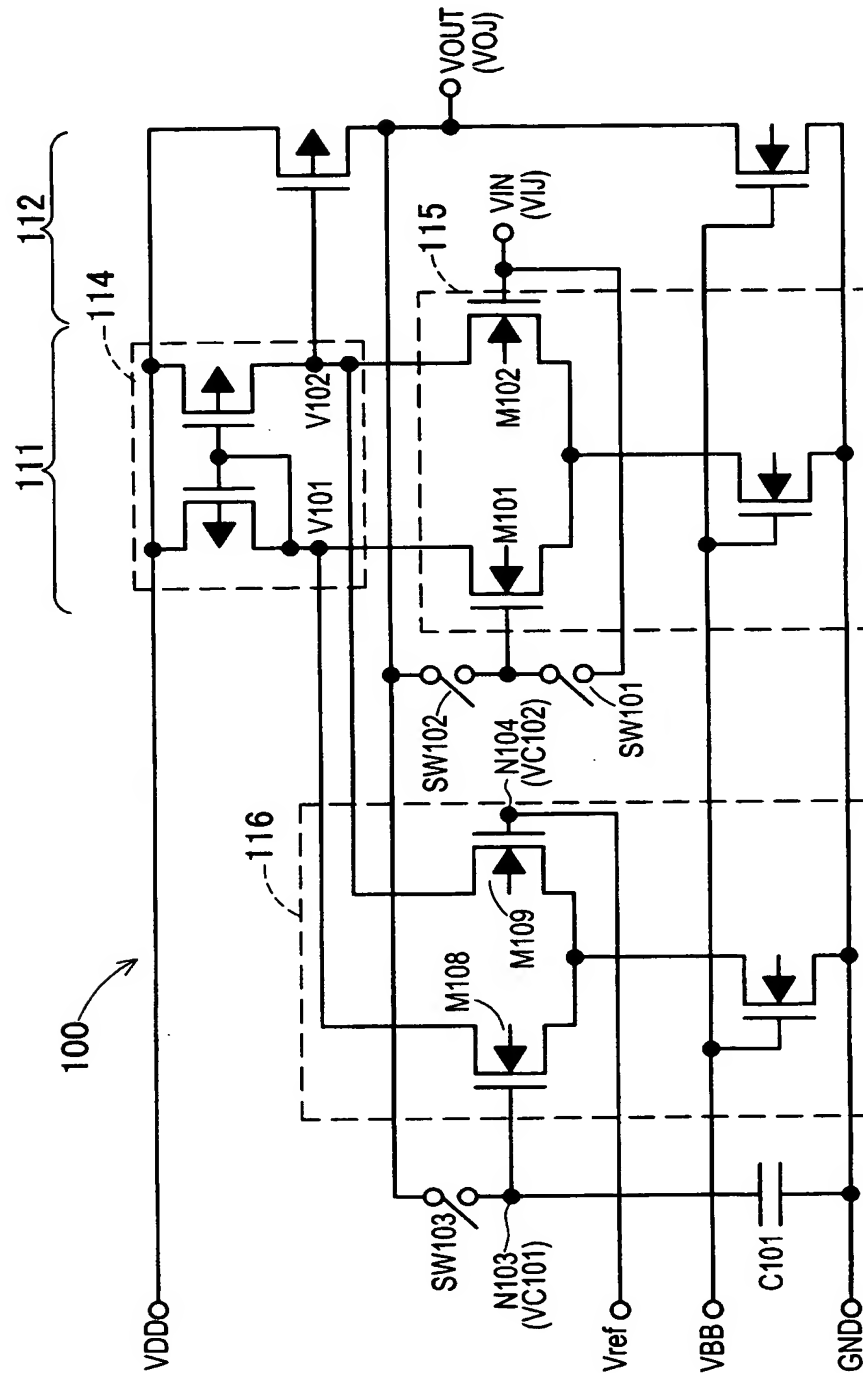 100
111
112
114
115
116
VDD
V101
V102
VOUT
(VOJ)
VIN
(VIJ)
M101
M102
SW102
SW101
N104
(VC102)
M109
M108
SW103
N103
(VC101)
Vref
VBB
C101
GND